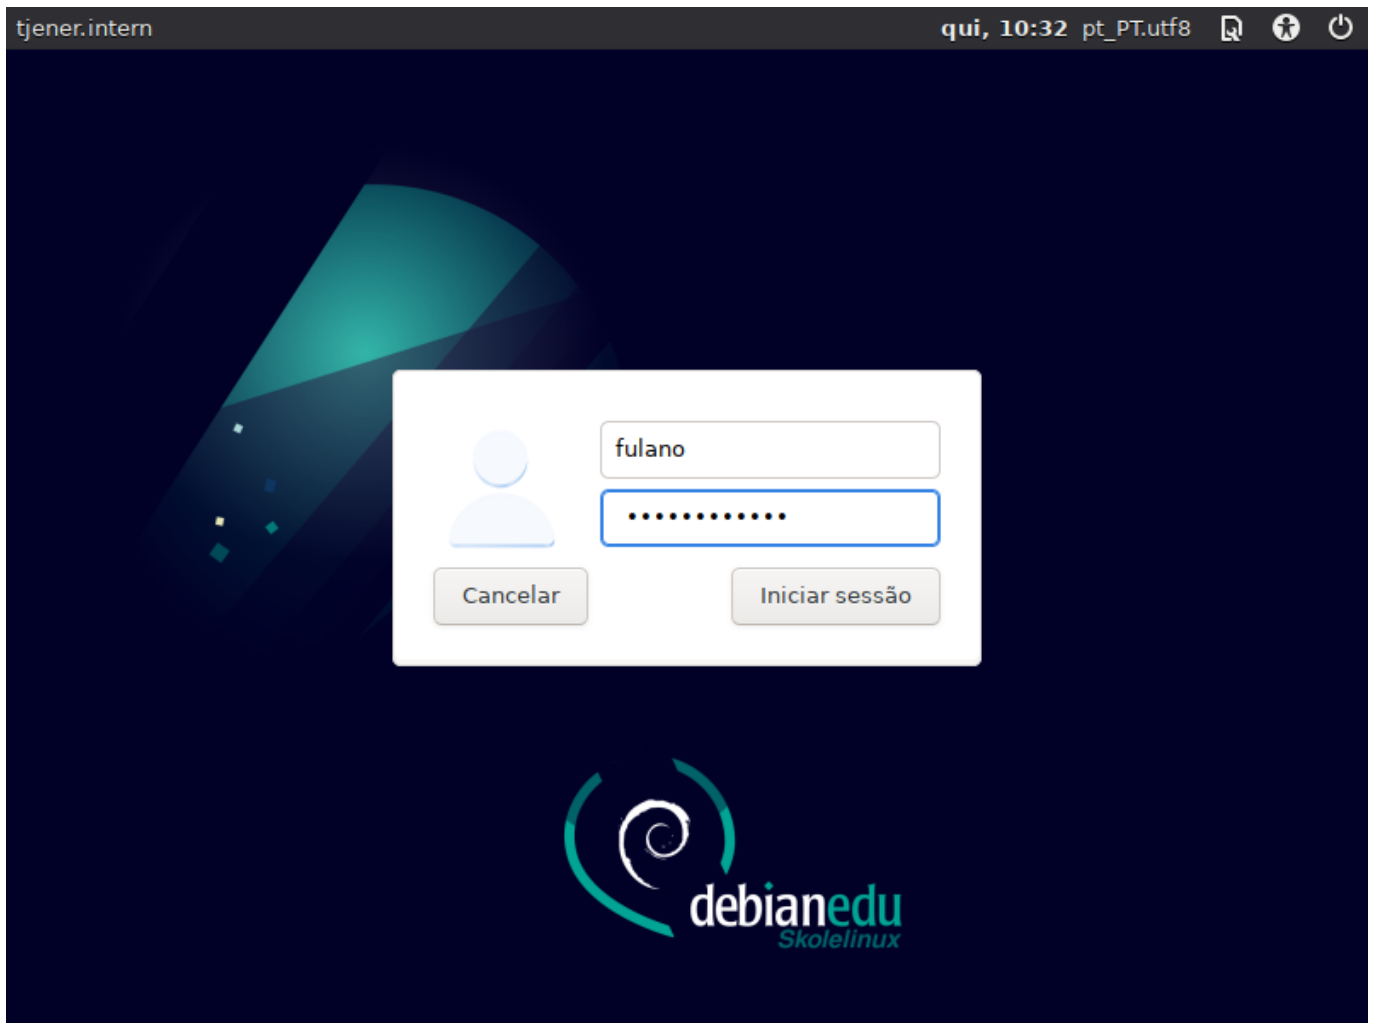 tjener.intern qui, 10:32 pt_PT.utf8
fulano
••••••••••••
Cancelar Iniciar sessão
debianedu
Skolelinux